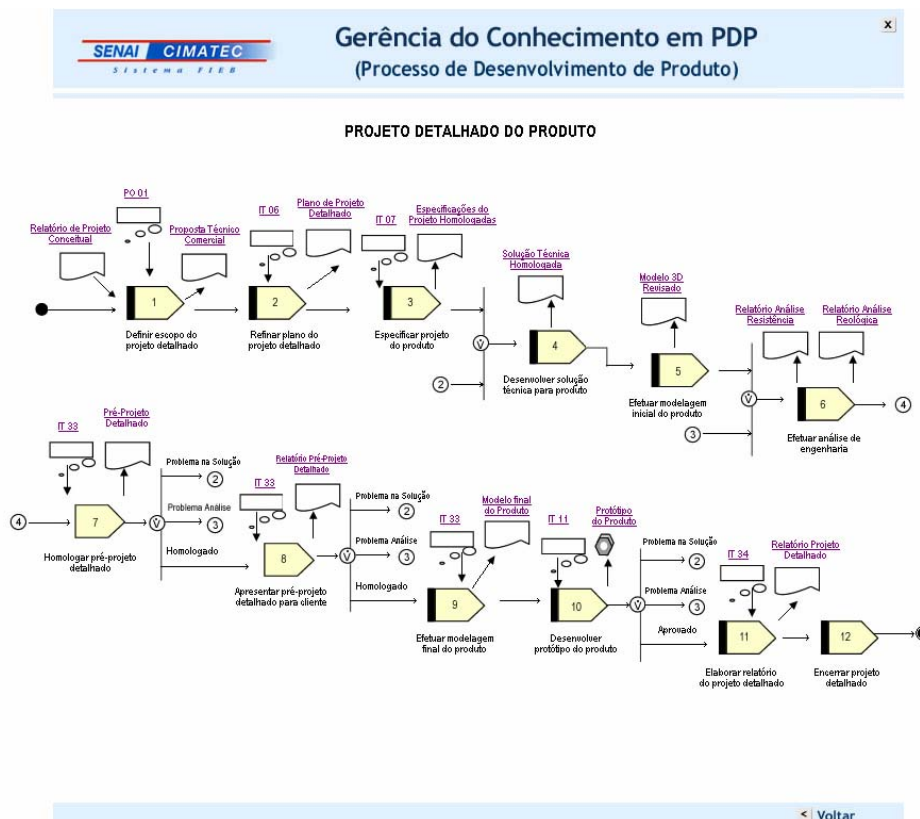 SENAI CIMATEC
Sistema FIEB
Gerência do Conhecimento em PDP
(Processo de Desenvolvimento de Produto)
x
PROJETO DETALHADO DO PRODUTO
Relatório de Projeto
Conceitual
PO 01
Proposta Técnico
Comercial
IT 06
Plano de Projeto
Detalhado
IT 07
Especificações do
Projeto Homologadas
Solução Técnica
Homologada
Modelo 3D
Revisado
Relatório Análise
Resistência
Relatório Análise
Reológica
1
Definir escopo do
projeto detalhado
2
Refinar plano do
projeto detalhado
3
Especificar projeto
do produto
2
V
4
Desenvolver solução
técnica para produto
5
Efetuar modelagem
inicial do produto
3
V
6
Efetuar análise de
engenharia
4
4
IT 33
Pré-Projeto
Detalhado
7
Homologar pré-projeto
detalhado
V
Problema na Solução
2
Problema Análise
3
Homologado
IT 33
Relatório Pré-Projeto
Detalhado
8
Apresentar pré-projeto
detalhado para cliente
V
Problema na Solução
2
Problema Análise
3
Homologado
IT 33
Modelo final
do Produto
9
Efetuar modelagem
final do produto
IT 11
Protótipo
do Produto
10
Desenvolver
protótipo do produto
V
Problema na Solução
2
Problema Análise
3
Aprovado
IT 34
Relatório Projeto
Detalhado
11
Elaborar relatório
do projeto detalhado
12
Encerrar projeto
detalhado
< Voltar